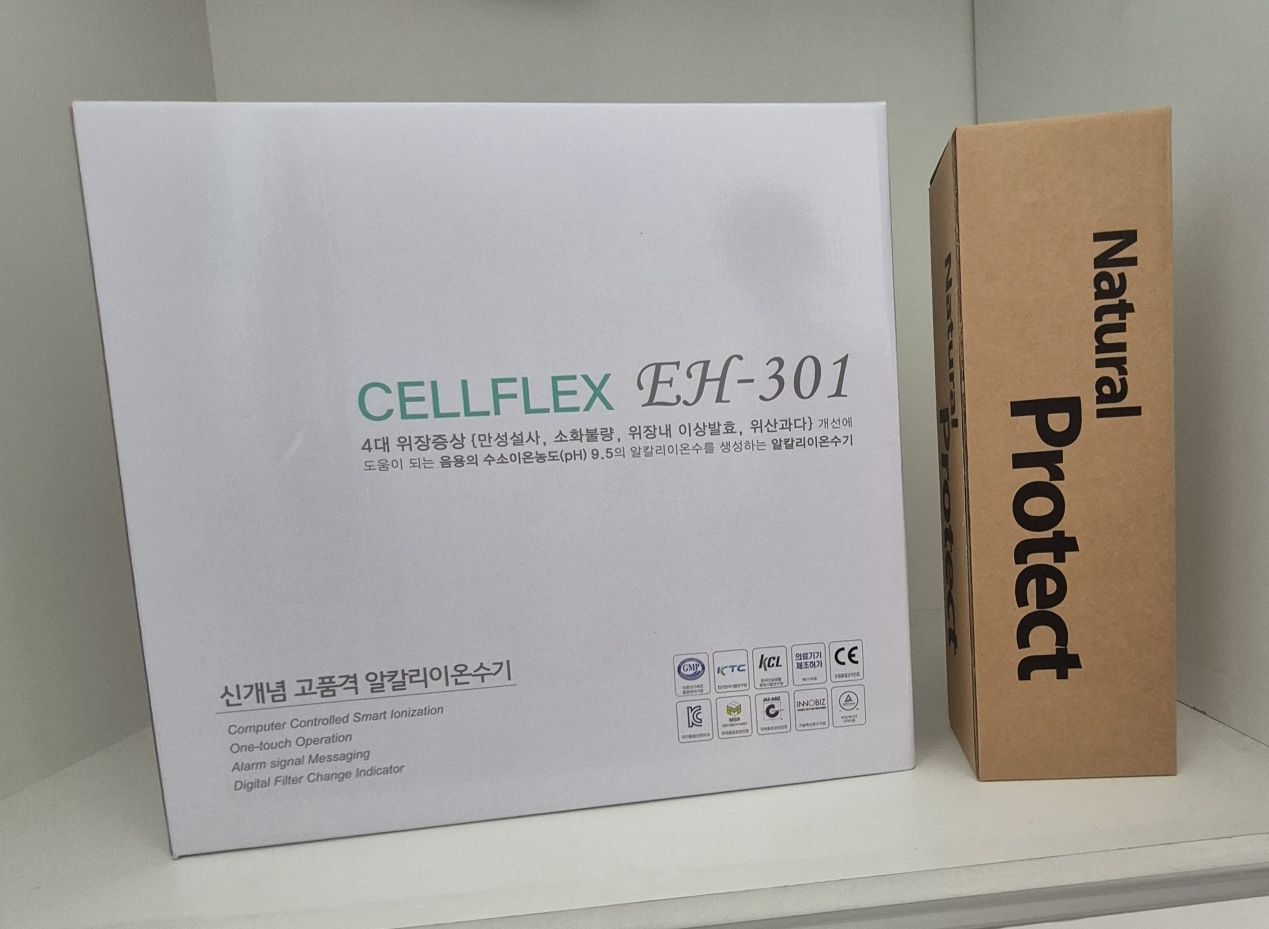 CELLFLEX EH-301
4대 위장증상 {만성설사, 소화불량, 위장내 이상발효, 위산과다} 개선에
도움이 되는 음용의 수소이온농도(pH) 9.5의 알칼리이온수를 생성하는 알칼리이온수기
신개념 고품격 알칼리이온수기
Computer Controlled Smart Ionization
One-touch Operation
Alarm signal Messaging
Digital Filter Change Indicator
GMP
KTC
KCL
의료기기
제조허가
CE
KC
MSR
JAS-ANZ
INNOBIZ
Natural
Protect
Natural
Protect